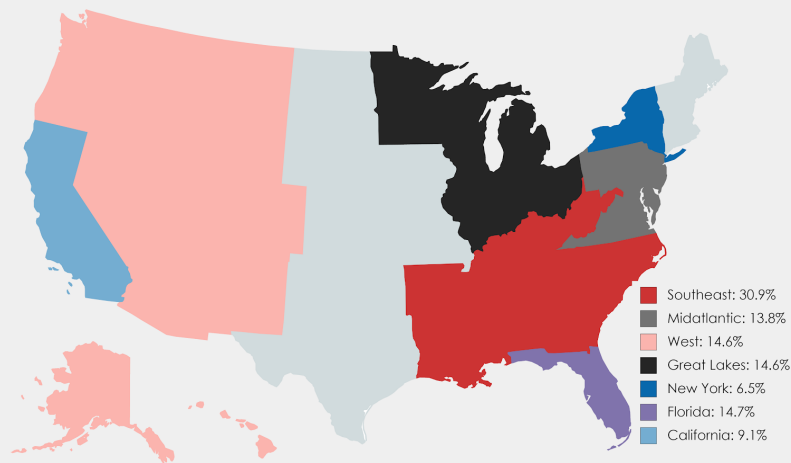 Southeast: 30.9%
Midatlantic: 13.8%
West: 14.6%
Great Lakes: 14.6%
New York: 6.5%
Florida: 14.7%
California: 9.1%